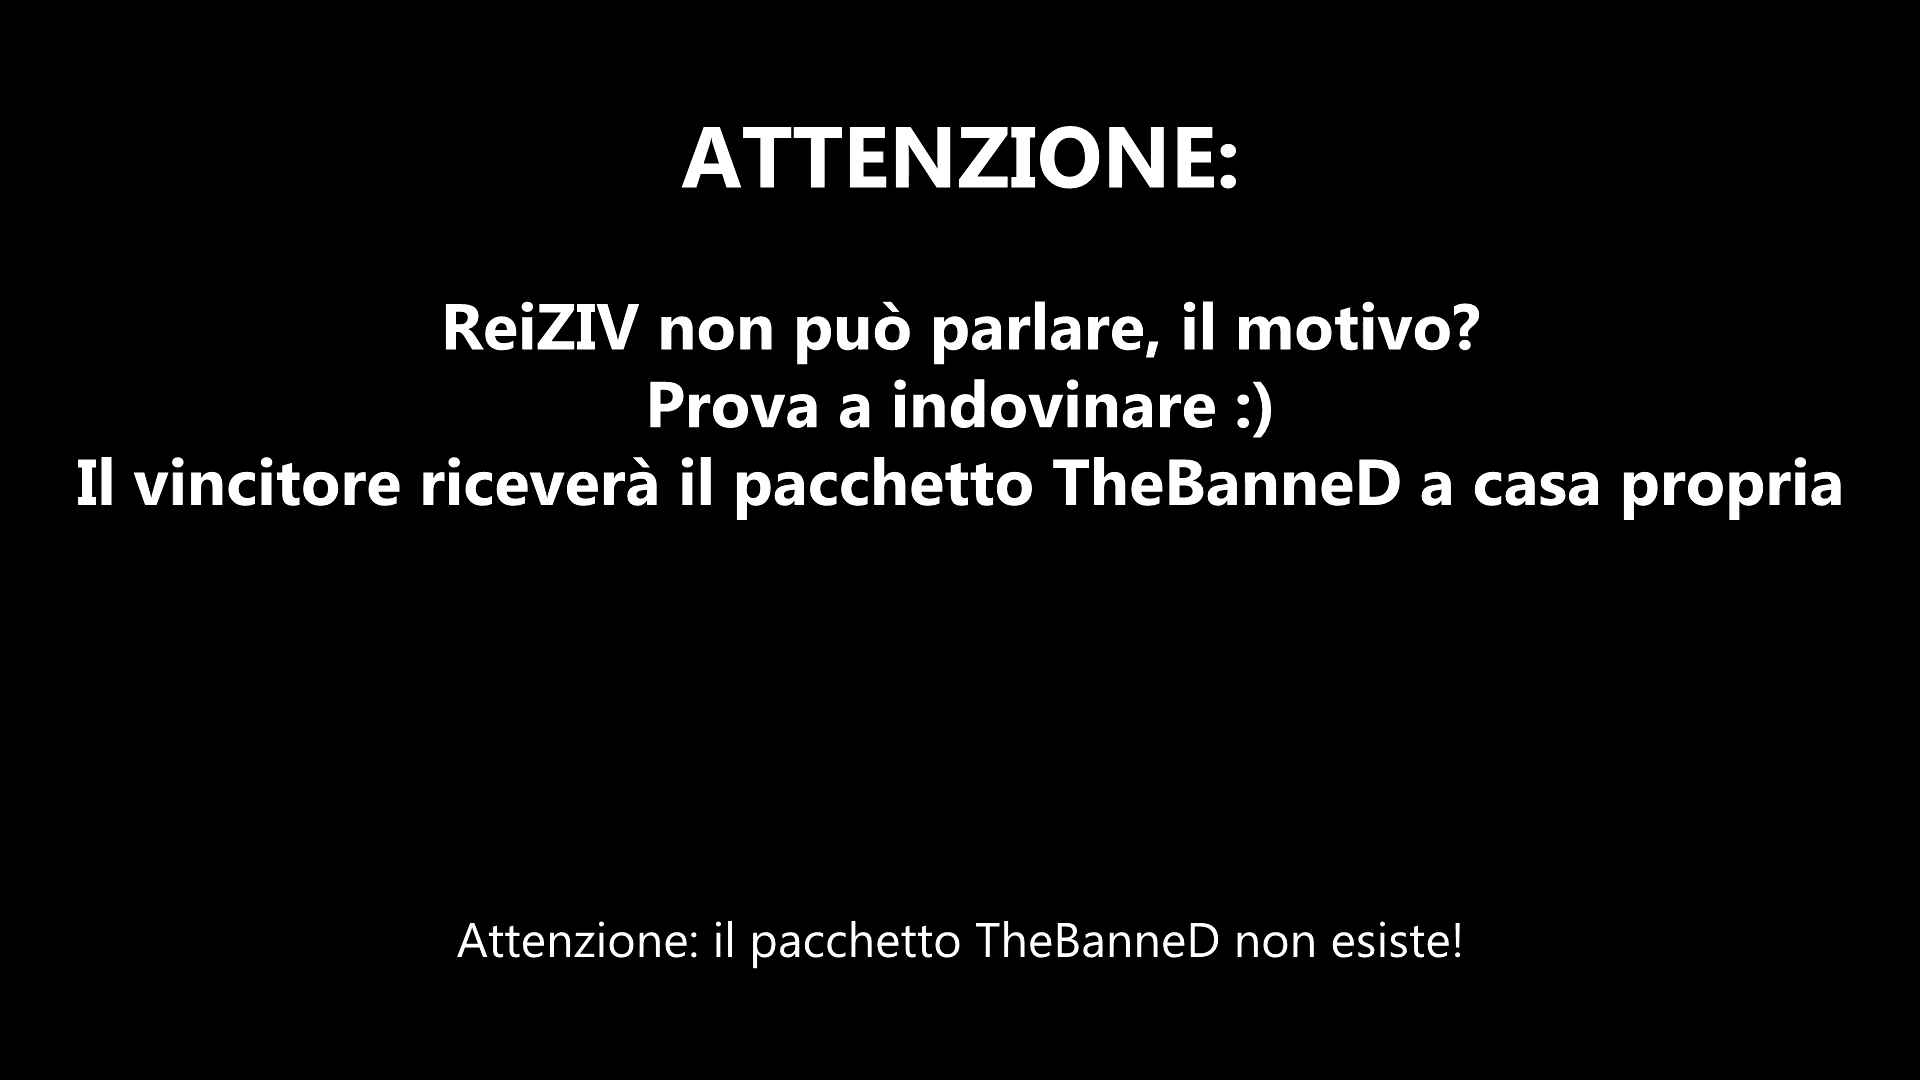 ATTENZIONE:
ReiZIV non può parlare, il motivo?
Prova a indovinare :)
Il vincitore riceverà il pacchetto TheBanneD a casa propria
Attenzione: il pacchetto TheBanneD non esiste!